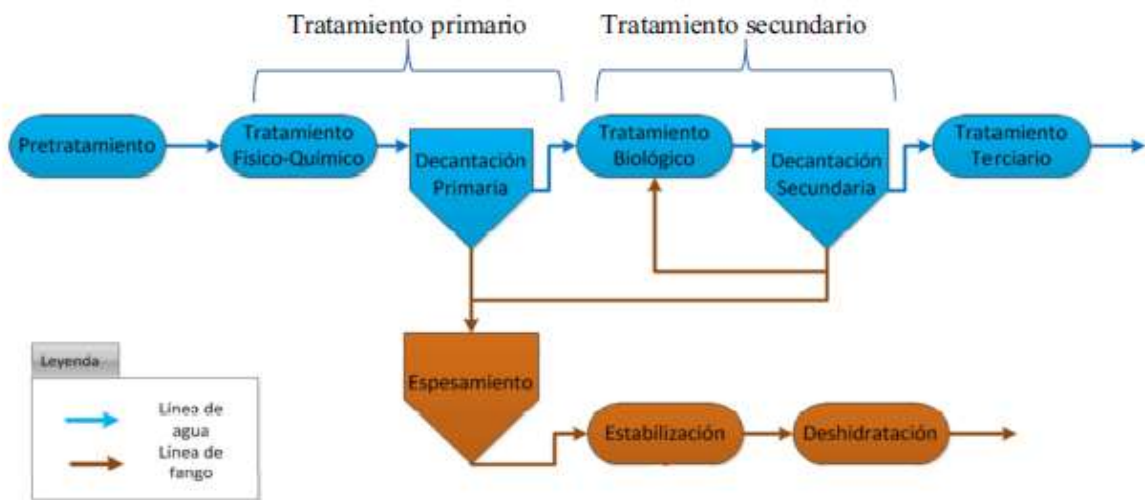 Tratamiento primario
Tratamiento secundario
Pretratamiento
Tratamiento
Físico-Químico
Decantación
Primaria
Tratamiento
Biológico
Decantación
Secundaria
Tratamiento
Terciario
Espesamiento
Estabilización
Deshidratación
Leyenda
Línea de
agua
Línea de
fango